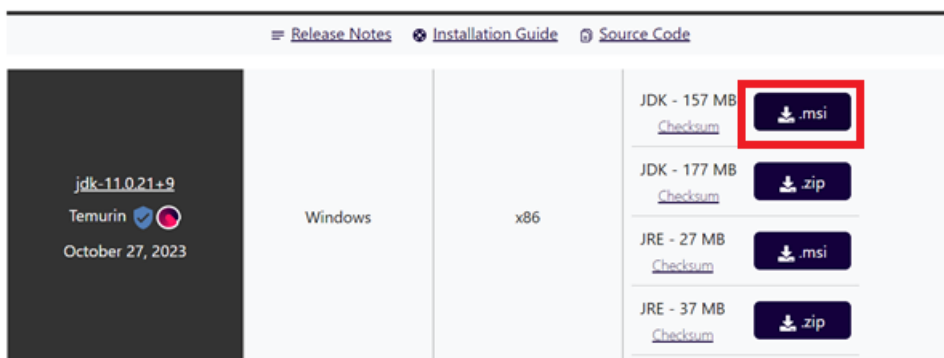 Release Notes Installation Guide Source Code
jdk-11.0.21+9
Temurin
October 27, 2023
Windows
x86
JDK - 157 MB
Checksum
.msi
JDK - 177 MB
Checksum
.zip
JRE - 27 MB
Checksum
.msi
JRE - 37 MB
Checksum
.zip